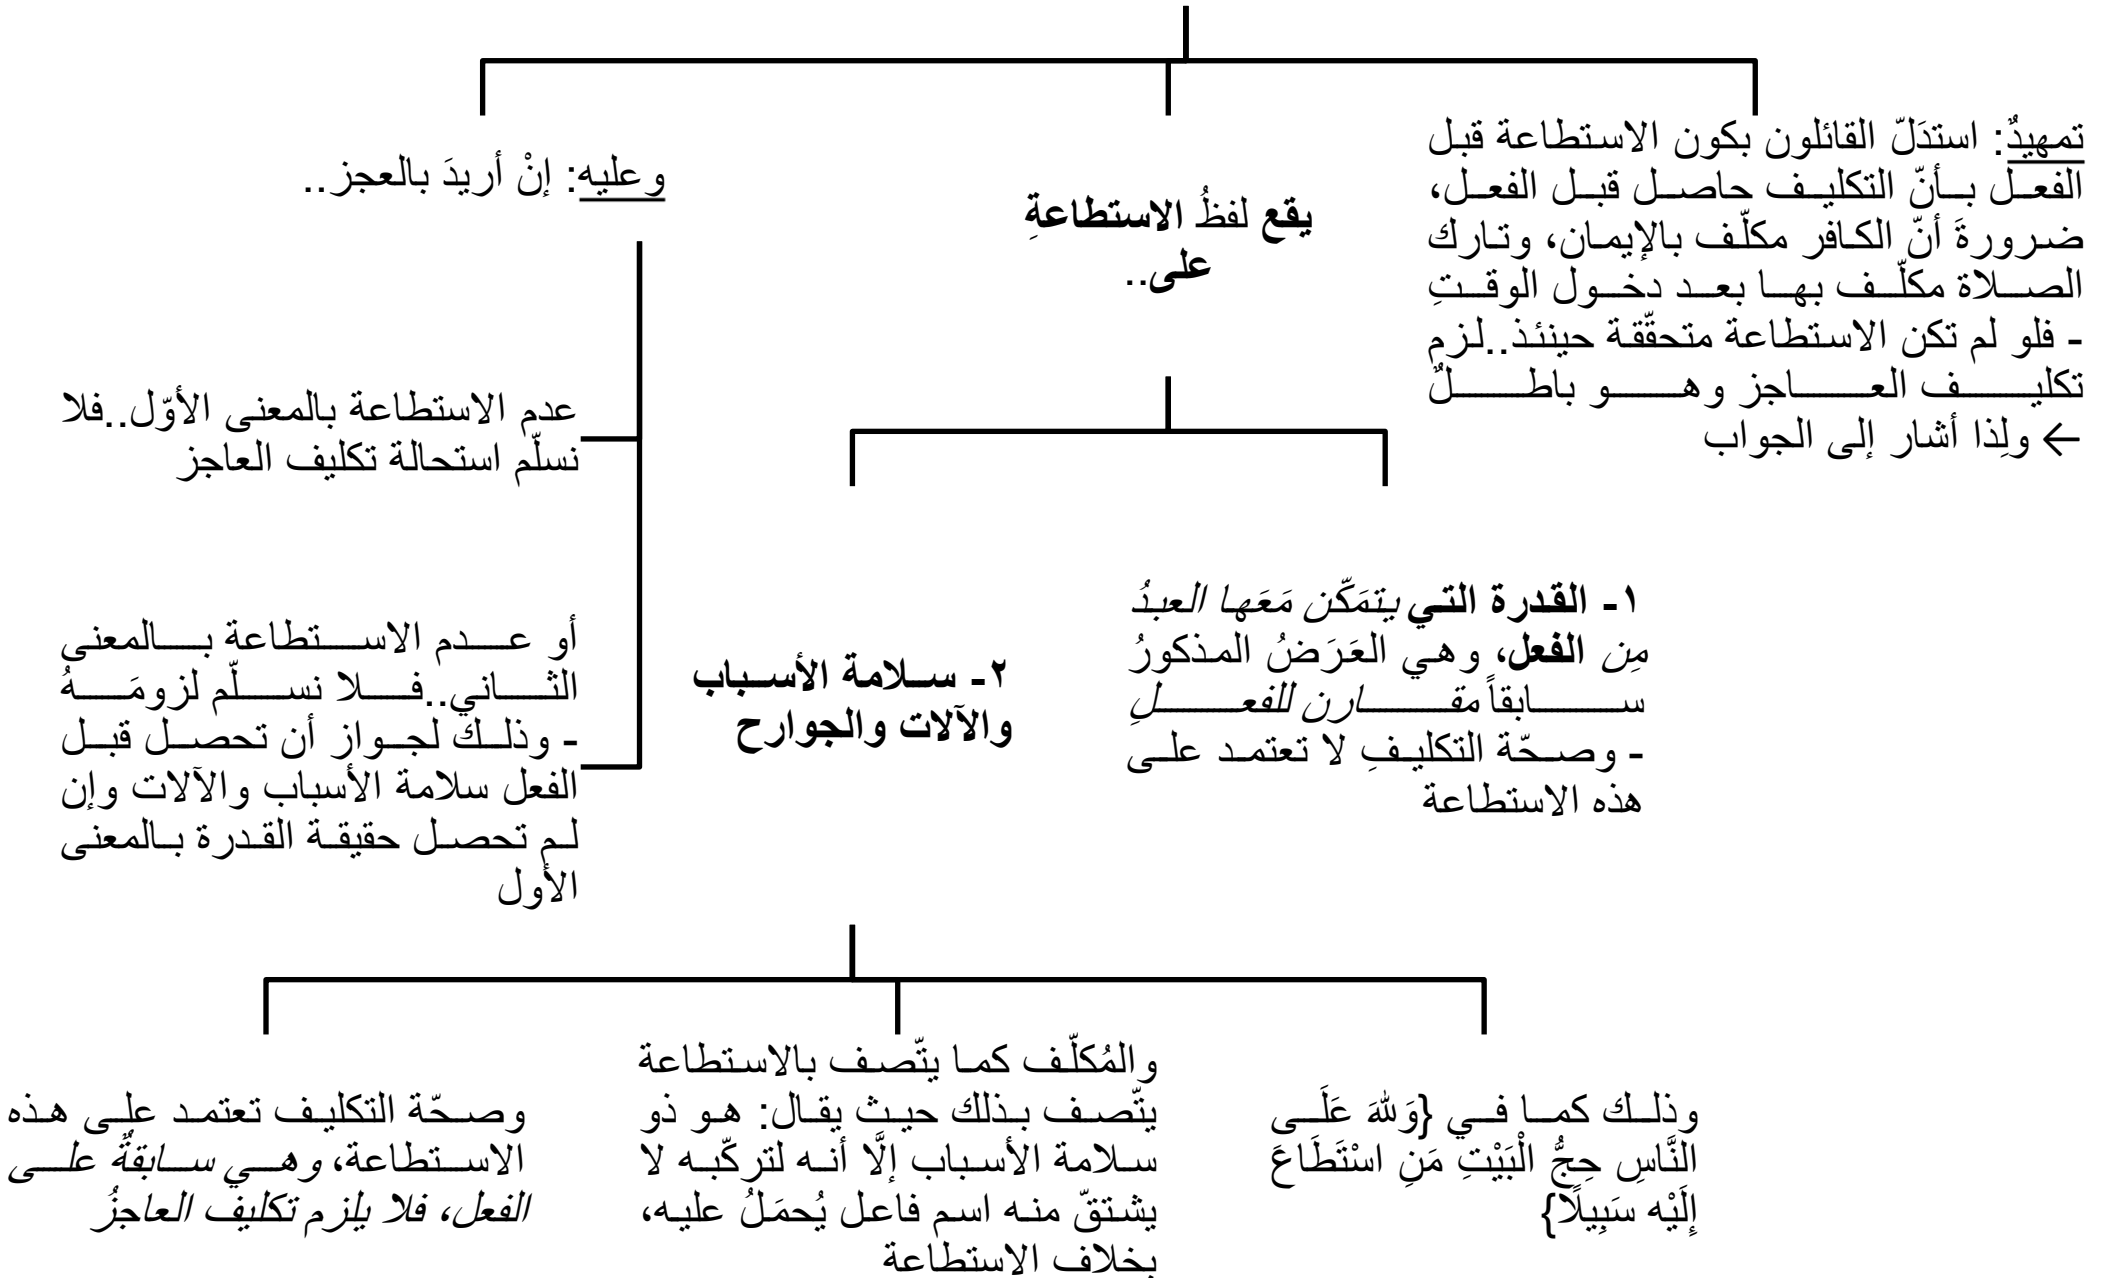 تمهيدٌ: استدَلّ القائلون بكون الاستطاعة قبل
الفعل بأنّ التكليف حاصل قبل الفعل،
ضرورةَ أنّ الكافر مكلّف بالإيمان، وتارك
الصلاة مكلّف بها بعد دخول الوقتِ
- فلو لم تكن الاستطاعة متحقّقة حينئذ..لزم
تكليف العاجز وهو باطلٌ
← ولِذا أشار إلى الجواب
يقع لفظُ الاستطاعةِ
على..
وعليه: إنْ أريدَ بالعجز..
عدم الاستطاعة بالمعنى الأوّل..فلا
نسلّم استحالة تكليف العاجز
أو عدم الاستطاعة بالمعنى
الثاني..فلا نسلّم لزومَهُ
- وذلك لجواز أن تحصل قبل
الفعل سلامة الأسباب والآلات وإن
لم تحصل حقيقة القدرة بالمعنى
الأول
١- القدرة التي يتمَكّن مَعَها العبدُ
مِن الفعل، وهي العَرَضُ المذكورُ
سابقاً مقارن للفعلِ
- وصحّة التكليفِ لا تعتمد على
هذه الاستطاعة
٢- سلامة الأسباب
والآلات والجوارح
وذلك كما في {وَللهَ عَلَى
النَّاسِ حِجُّ الْبَيْتِ مَنِ اسْتَطَاعَ
إِلَيْه سَبِيلًا}
والمُكلّف كما يتّصف بالاستطاعة
يتّصف بذلك حيث يقال: هو ذو
سلامة الأسباب إلَّا أنه لتركّبه لا
يشتقّ منه اسم فاعل يُحمَلُ عليه،
بخلاف الاستطاعة
وصحّة التكليف تعتمد على هذه
الاستطاعة، وهي سابقةٌ على
الفعل، فلا يلزم تكليف العاجزُ